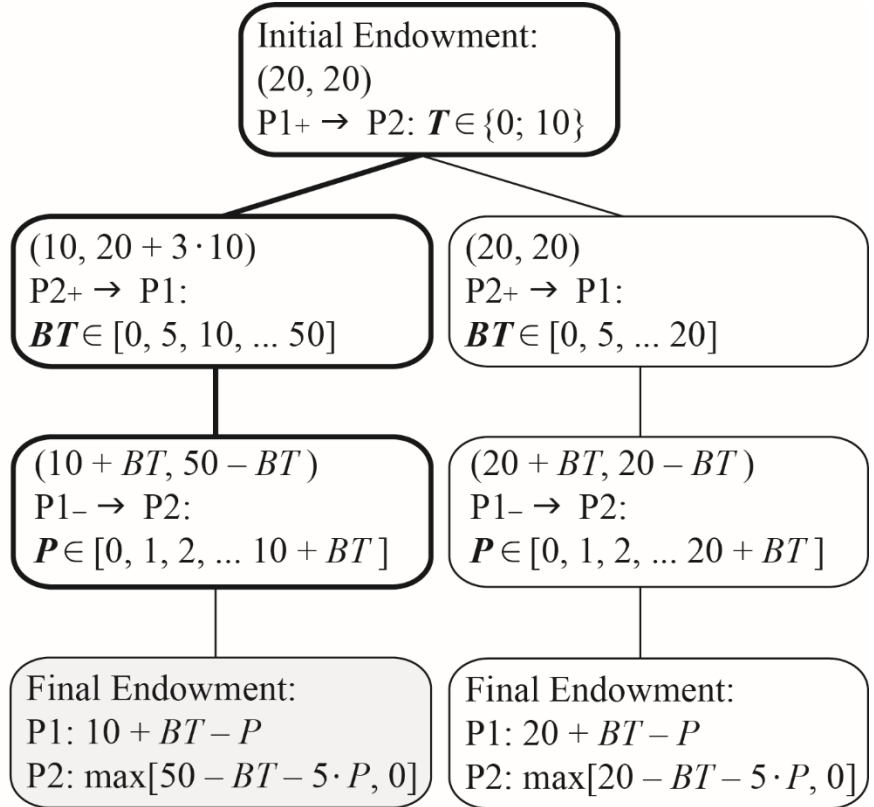 Initial Endowment:
(20, 20)
P1+ → P2: T ∈ {0; 10}
(10, 20 + 3 · 10)
P2+ → P1:
BT ∈ [0, 5, 10, ... 50]
(20, 20)
P2+ → P1:
BT ∈ [0, 5, ... 20]
(10 + BT, 50 – BT )
P1– → P2:
P ∈ [0, 1, 2, ... 10 + BT ]
(20 + BT, 20 – BT )
P1– → P2:
P ∈ [0, 1, 2, ... 20 + BT ]
Final Endowment:
P1: 10 + BT – P
P2: max[50 – BT – 5 · P, 0]
Final Endowment:
P1: 20 + BT – P
P2: max[20 – BT – 5 · P, 0]